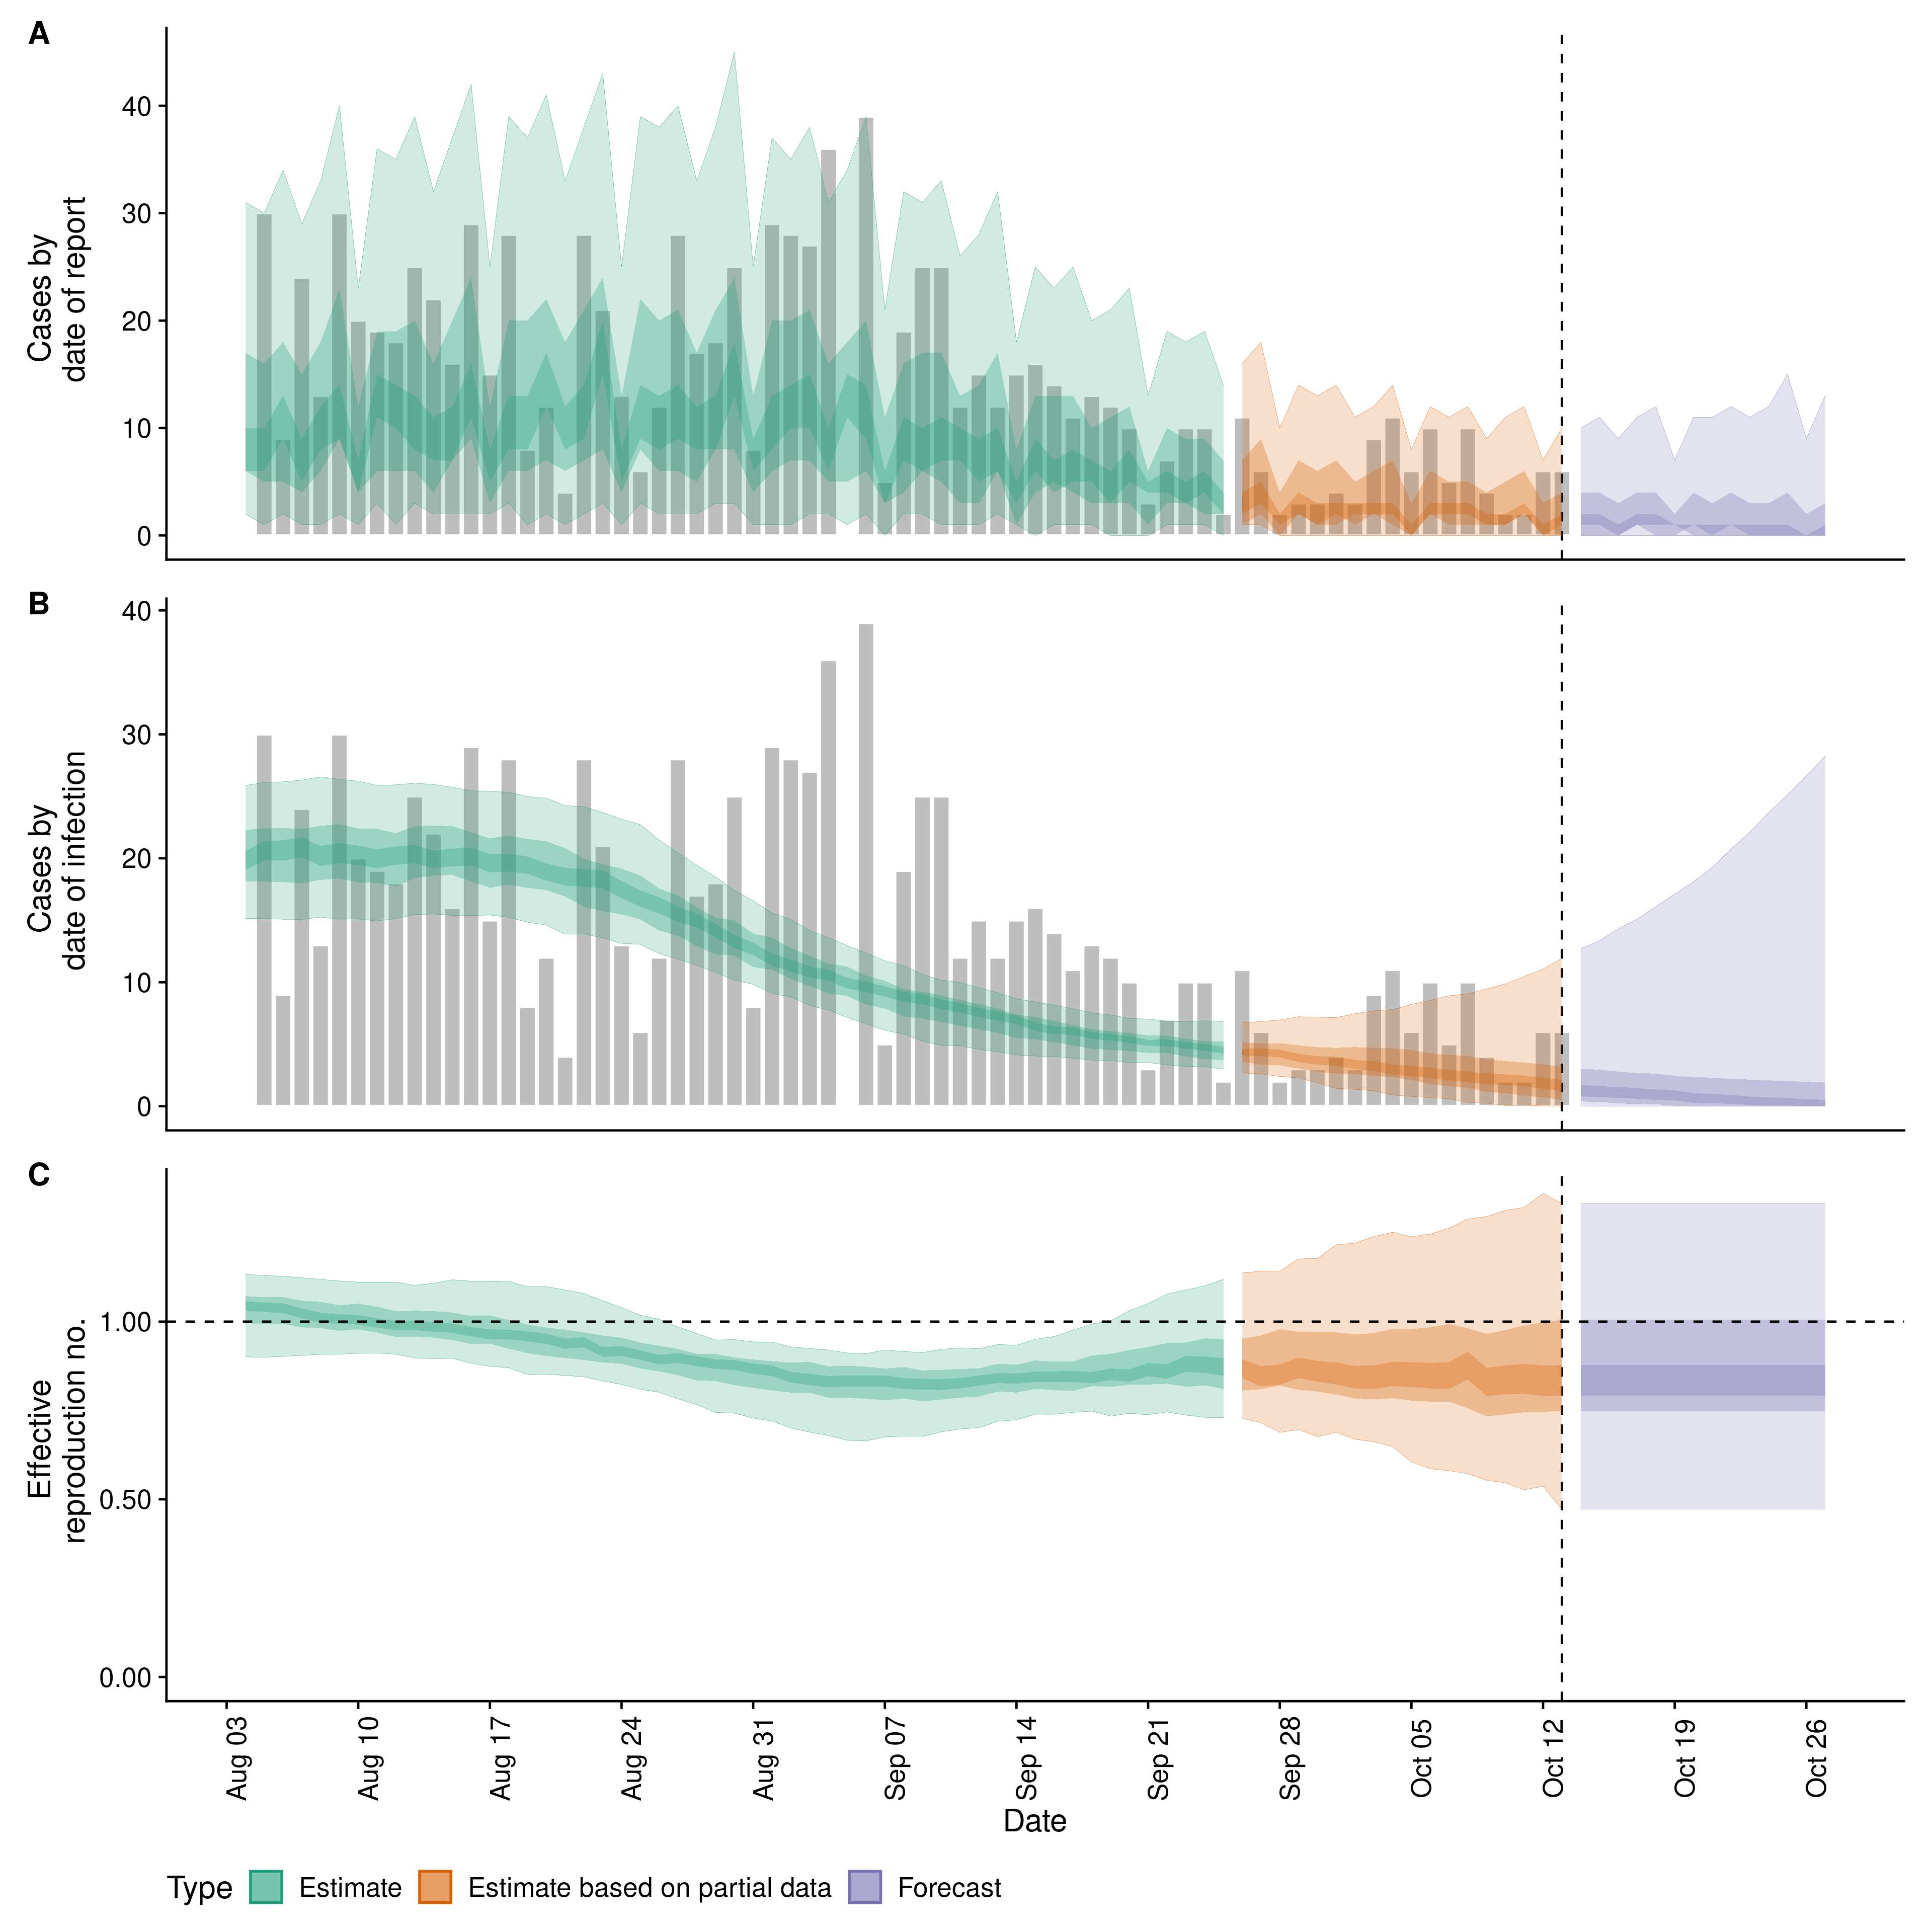 A
Cases by
date of report
40
30
20
10
0
B
Cases by
date of infection
40
30
20
10
0
C
Effective
reproduction no.
1.00
0.50
0.00
Aug 03
Aug 10
Aug 17
Aug 24
Aug 31
Sep 07
Sep 14
Sep 21
Sep 28
Oct 05
Oct 12
Oct 19
Oct 26
Date
Type Estimate Estimate based on partial data Forecast